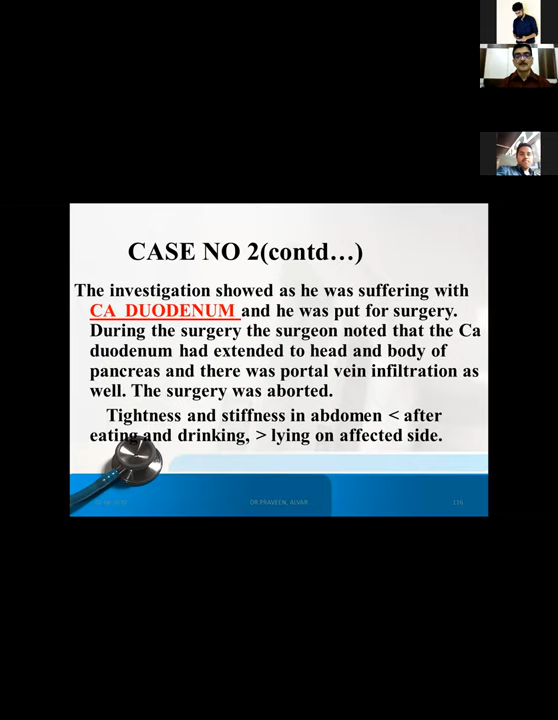 CASE NO 2(contd…)
The investigation showed as he was suffering with
CA DUODENUM and he was put for surgery.
During the surgery the surgeon noted that the Ca
duodenum had extended to head and body of
pancreas and there was portal vein infiltration as
well. The surgery was aborted.
Tightness and stiffness in abdomen < after
eating and drinking, > lying on affected side.
DR PRAVEEN, ALVAR
116